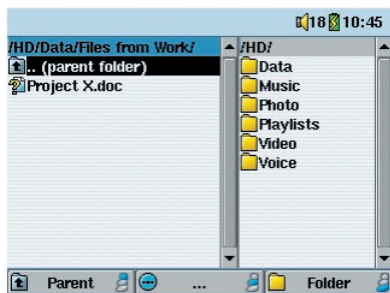 18 10:45
/HD/Data/Files from Work/
.. (parent folder)
Project X.doc
/HD/
Data
Music
Photo
Playlists
Video
Voice
Parent
...
Folder